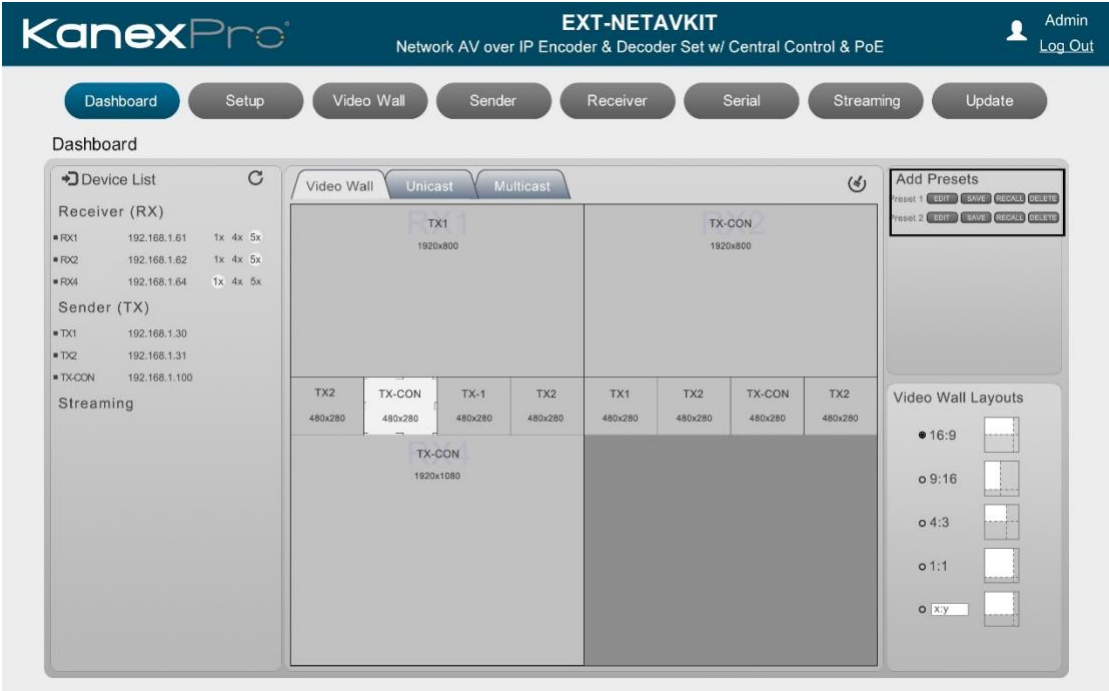 KanexPro
EXT-NETAVKIT
Network AV over IP Encoder & Decoder Set w/ Central Control & PoE
Admin
Log Out
Dashboard Setup Video Wall Sender Receiver Serial Streaming Update
Dashboard
Device List
Receiver (RX)
RX1 192.168.1.61 1x 4x 5x
RX2 192.168.1.62 1x 4x 5x
RX4 192.168.1.64 1x 4x 5x
Sender (TX)
TX1 192.168.1.30
TX2 192.168.1.31
TX-CON 192.168.1.100
Streaming
Video Wall Unicast Multicast
RX1
TX1
1920x800
RX2
TX-CON
1920x800
TX2 TX-CON TX-1 TX2 TX1 TX2 TX-CON TX2
480x280 480x280 480x280 480x280 480x280 480x280 480x280 480x280
RX4
TX-CON
1920x1080
Add Presets
Preset 1 EDIT SAVE RECALL DELETE
Preset 2 EDIT SAVE RECALL DELETE
Video Wall Layouts
16:9
9:16
4:3
1:1
x:y